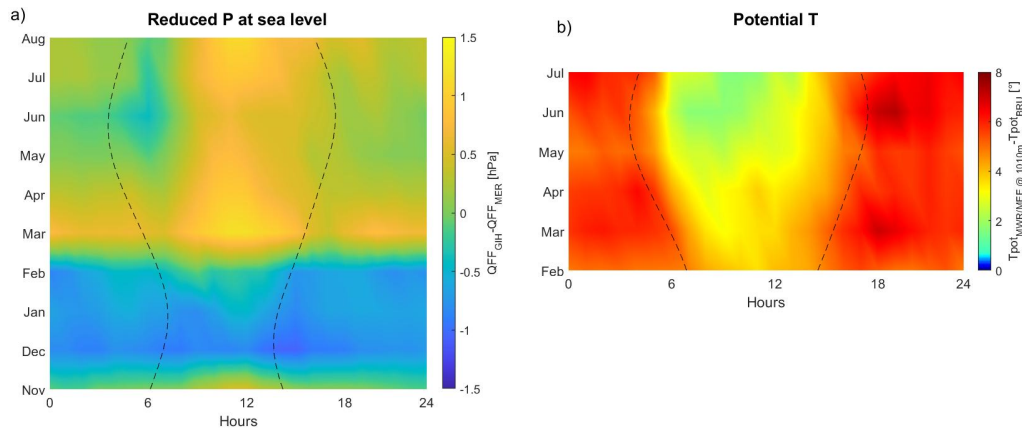 a)
Reduced P at sea level
Aug
Jul
Jun
May
Apr
Mar
Feb
Jan
Dec
Nov
0
6
12
18
24
Hours
1.5
1
0.5
0
-0.5
-1
-1.5
QFF_GIH-QFF_MER [hPa]
b)
Potential T
Jul
Jun
May
Apr
Mar
Feb
0
6
12
18
24
Hours
8
6
4
2
0
Tpot_MWR/MEE @ 1010m-Tpot_BRU [°]